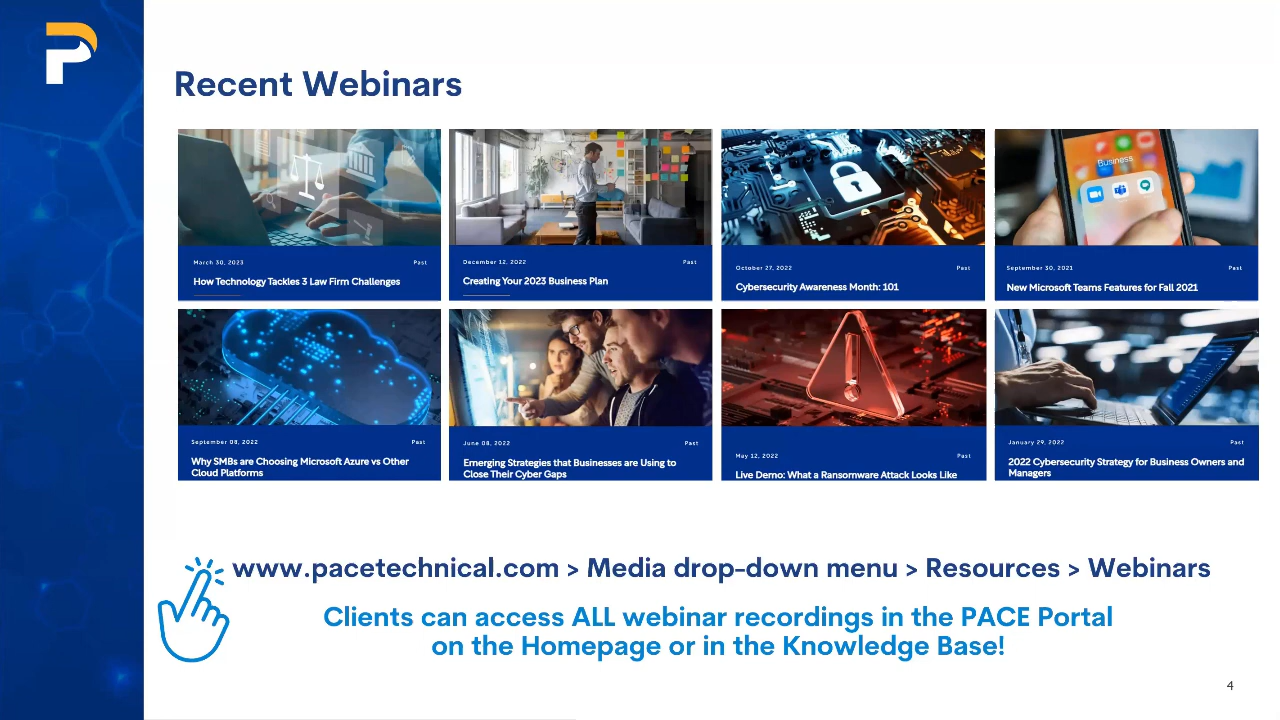 P
Recent Webinars
Business
March 30, 2023 Past
How Technology Tackles 3 Law Firm Challenges
December 12, 2022 Past
Creating Your 2023 Business Plan
October 27, 2022 Past
Cybersecurity Awareness Month: 101
September 30, 2021 Past
New Microsoft Teams Features for Fall 2021
September 08, 2022 Past
Why SMBs are Choosing Microsoft Azure vs Other
Cloud Platforms
June 08, 2022 Past
Emerging Strategies that Businesses are Using to
Close Their Cyber Gaps
May 12, 2022 Past
Live Demo: What a Ransomware Attack Looks Like
January 29, 2022 Past
2022 Cybersecurity Strategy for Business Owners and
Managers
www.pacetechnical.com > Media drop-down menu > Resources > Webinars
Clients can access ALL webinar recordings in the PACE Portal
on the Homepage or in the Knowledge Base!
4